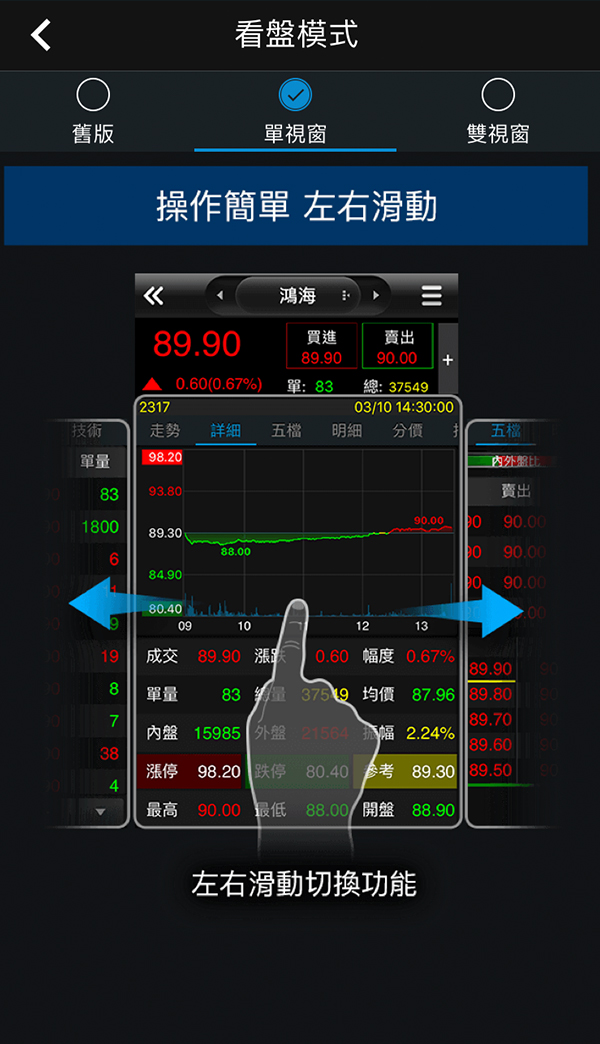 看盤模式
舊版 單視窗 雙視窗
操作簡單 左右滑動
鴻海
89.90 買進 賣出
89.90 90.00 +
0.60(0.67%) 單: 83 總: 37549
2317 03/10 14:30:00
技術 走勢 詳細 五檔 明細 分價 五檔
單量 98.20 內外盤比
賣出
83 93.80 90 90.00
1800 89.30 90.00 90 90.00
6 88.00
84.90 90 90.00
9 80.40
09 10 11 12 13
19 成交 89.90 漲跌 0.60 幅度 0.67% 89.90
8 單量 83 總量 37549 均價 87.96 89.80
7 內盤 15985 外盤 21564 振幅 2.24% 89.70
38 89.60
漲停 98.20 跌停 80.40 參考 89.30 89.50
4 最高 90.00 最低 88.00 開盤 88.90
左右滑動切換功能